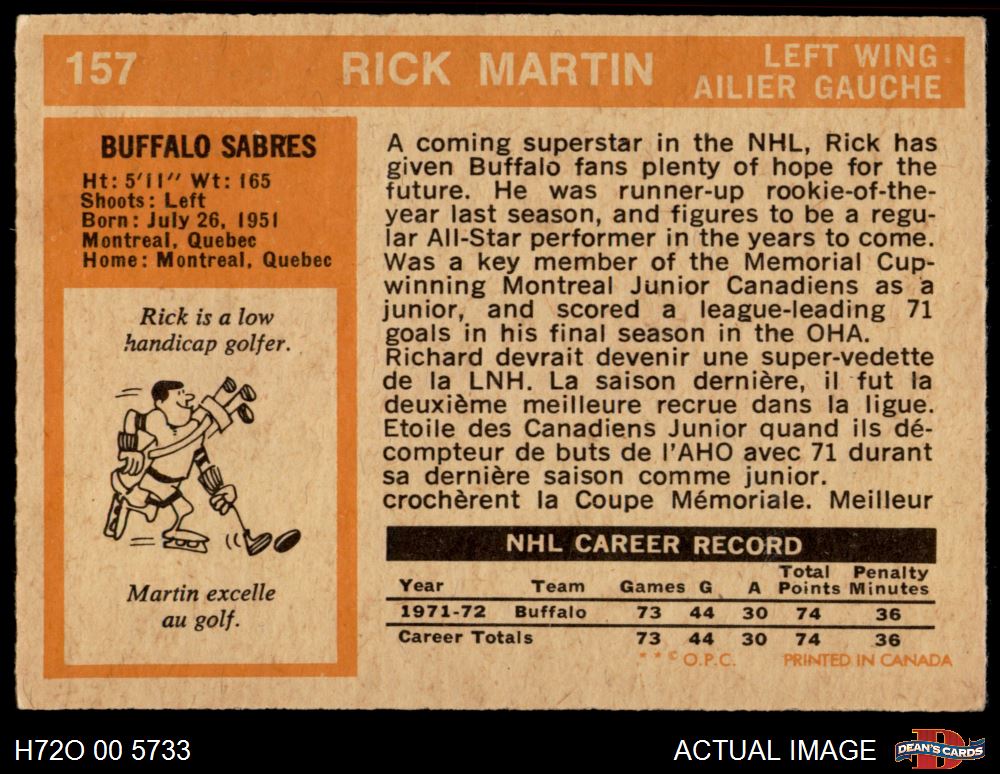 157 RICK MARTIN LEFT WING
AILIER GAUCHE
BUFFALO SABRES
Ht: 5'11" Wt: 165
Shoots: Left
Born: July 26, 1951
Montreal, Quebec
Home: Montreal, Quebec
Rick is a low
handicap golfer.
Martin excelle
au golf.
A coming superstar in the NHL, Rick has
given Buffalo fans plenty of hope for the
future. He was runner-up rookie-of-the-
year last season, and figures to be a regu-
lar All-Star performer in the years to come.
Was a key member of the Memorial Cup-
winning Montreal Junior Canadiens as a
junior, and scored a league-leading 71
goals in his final season in the OHA.
Richard devrait devenir une super-vedette
de la LNH. La saison dernière, il fut la
deuxième meilleure recrue dans la ligue.
Etoile des Canadiens Junior quand ils dé-
compteur de buts de l'AHO avec 71 durant
sa dernière saison comme junior.
crochèrent la Coupe Mémoriale. Meilleur
NHL CAREER RECORD
Year Team Games G A Total Points Penalty Minutes
1971-72 Buffalo 73 44 30 74 36
Career Totals 73 44 30 74 36
* * © O.P.C. PRINTED IN CANADA
H72O 00 5733 ACTUAL IMAGE DEAN'S CARDS